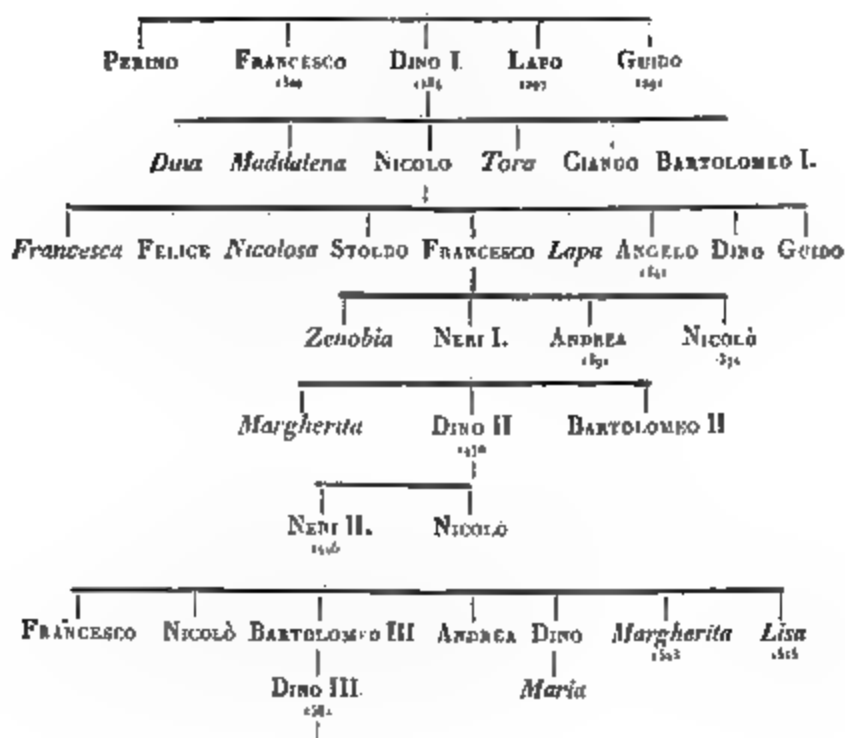 PERINO FRANCESCO DINO I. LAPO GUIDO
Duia Maddalena NICOLO Tora CIANGO BARTOLOMEO I.
Francesca FELICE Nicolosa STOLDO FRANCESCO Lapa ANGELO DINO GUIDO
Zenobia NERI I. ANDREA NICOLÒ
Margherita DINO II BARTOLOMEO II
NERI II. NICOLÒ
FRANCESCO NICOLÒ BARTOLOMEO III ANDREA DINO Margherita Lisa
DINO III. Maria